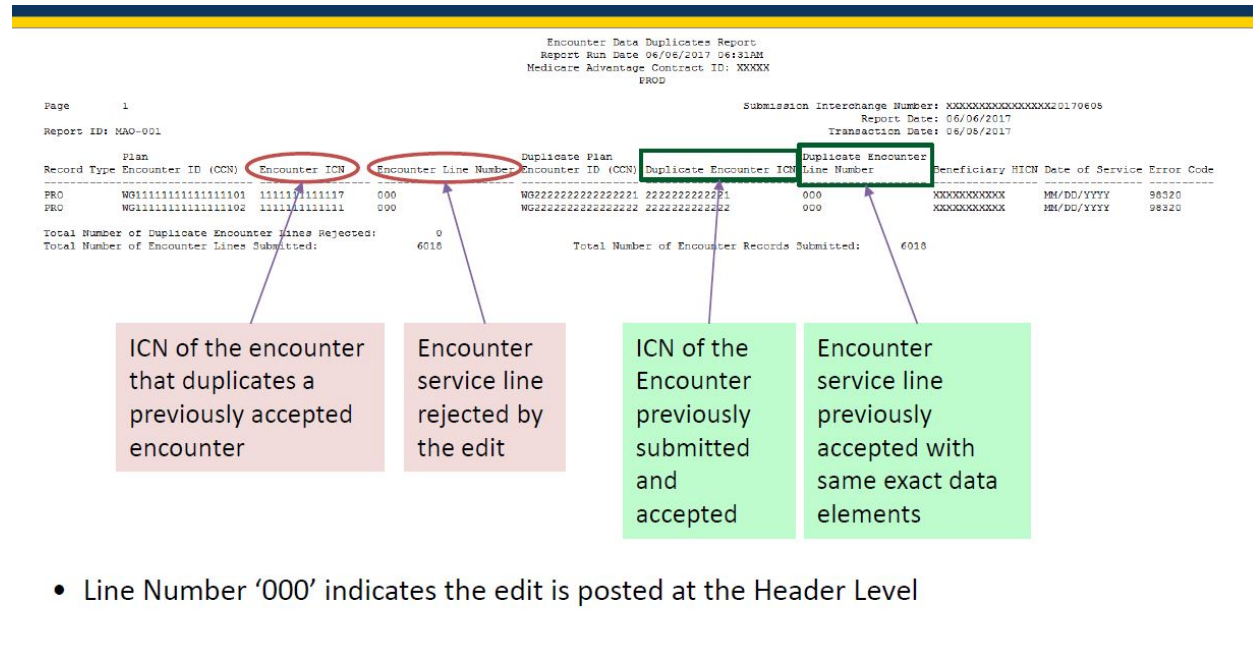 Encounter Data Duplicates Report
Report Run Date 06/06/2017 06:31AM
Medicare Advantage Contract ID: XXXXX
PROD
Page 1 Submission Interchange Number: XXXXXXXXXXXXXXXX20170605
Report Date: 06/06/2017
Report ID: MAO-001 Transaction Date: 06/05/2017
Plan Duplicate Plan Duplicate Encounter
Record Type Encounter ID (CCN) Encounter ICN Encounter Line Number Encounter ID (CCN) Duplicate Encounter ICN Line Number Beneficiary HICN Date of Service Error Code
PRO WG1111111111111101 1111111111117 000 WG2222222222222221 2222222222221 000 XXXXXXXXXXX MM/DD/YYYY 98320
PRO WG1111111111111102 1111111111111 000 WG2222222222222222 2222222222222 000 XXXXXXXXXXX MM/DD/YYYY 98320
Total Number of Duplicate Encounter Lines Rejected: 0
Total Number of Encounter Lines Submitted: 6018 Total Number of Encounter Records Submitted: 6018
ICN of the encounter
that duplicates a
previously accepted
encounter
Encounter
service line
rejected by
the edit
ICN of the
Encounter
previously
submitted
and
accepted
Encounter
service line
previously
accepted with
same exact data
elements
• Line Number ‘000’ indicates the edit is posted at the Header Level